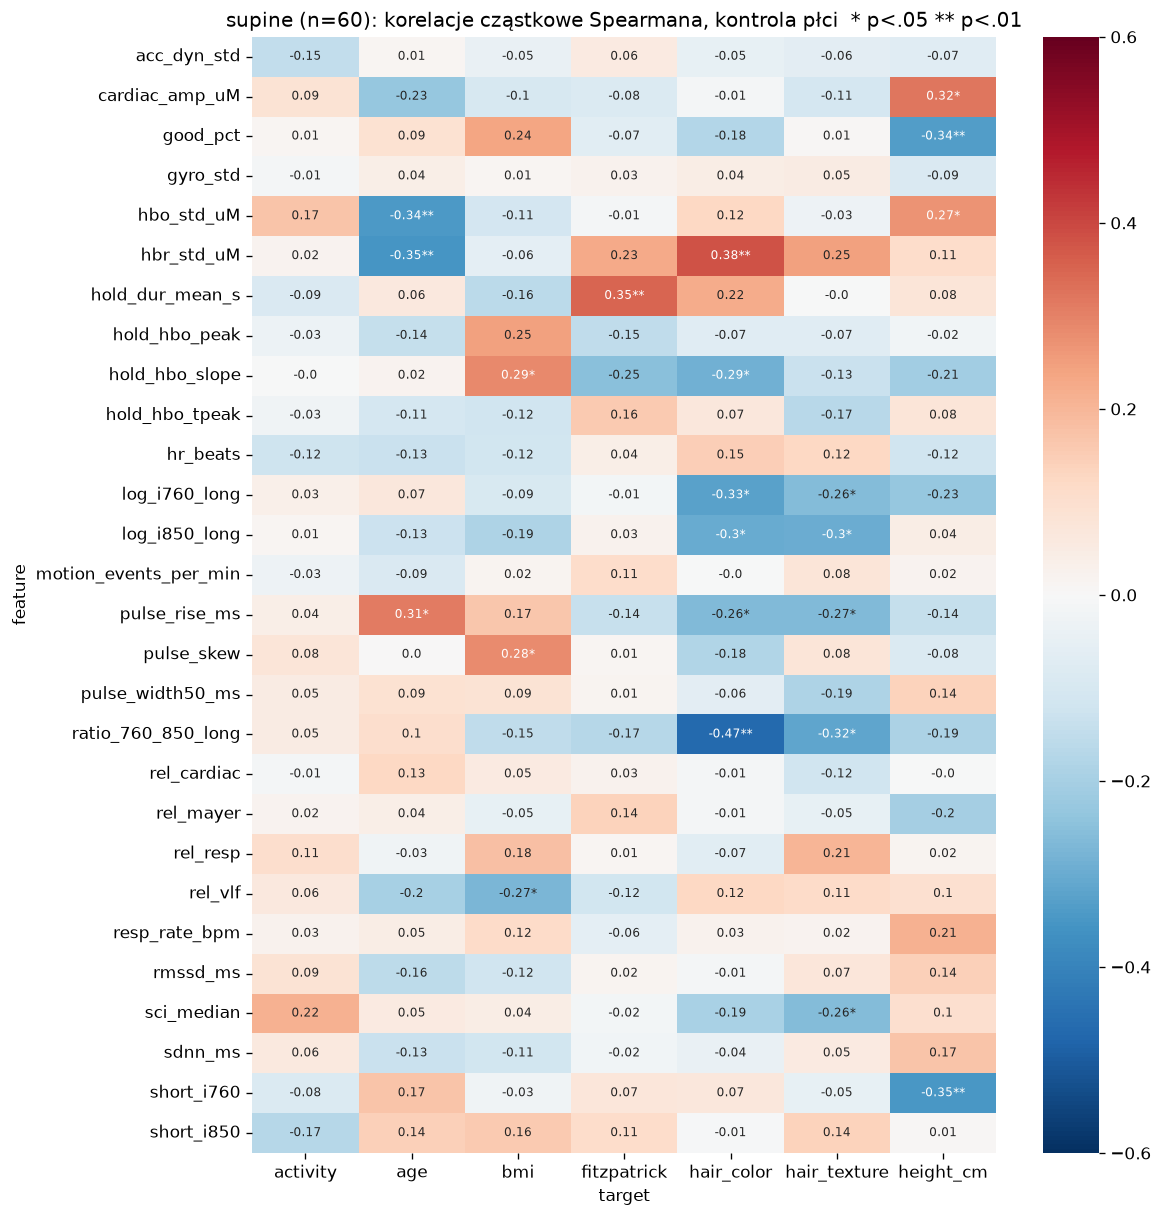 supine (n=60): korelacje cząstkowe Spearmana, kontrola płci  * p<.05 ** p<.01
acc_dyn_std -0.15 0.01 -0.05 0.06 -0.05 -0.06 -0.07
cardiac_amp_uM 0.09 -0.23 -0.1 -0.08 -0.01 -0.11 0.32*
good_pct 0.01 0.09 0.24 -0.07 -0.18 0.01 -0.34**
gyro_std -0.01 0.04 0.01 0.03 0.04 0.05 -0.09
hbo_std_uM 0.17 -0.34** -0.11 -0.01 0.12 -0.03 0.27*
hbr_std_uM 0.02 -0.35** -0.06 0.23 0.38** 0.25 0.11
hold_dur_mean_s -0.09 0.06 -0.16 0.35** 0.22 -0.0 0.08
hold_hbo_peak -0.03 -0.14 0.25 -0.15 -0.07 -0.07 -0.02
hold_hbo_slope -0.0 0.02 0.29* -0.25 -0.29* -0.13 -0.21
hold_hbo_tpeak -0.03 -0.11 -0.12 0.16 0.07 -0.17 0.08
hr_beats -0.12 -0.13 -0.12 0.04 0.15 0.12 -0.12
log_i760_long 0.03 0.07 -0.09 -0.01 -0.33* -0.26* -0.23
log_i850_long 0.01 -0.13 -0.19 0.03 -0.3* -0.3* 0.04
motion_events_per_min -0.03 -0.09 0.02 0.11 -0.0 0.08 0.02
pulse_rise_ms 0.04 0.31* 0.17 -0.14 -0.26* -0.27* -0.14
pulse_skew 0.08 0.0 0.28* 0.01 -0.18 0.08 -0.08
pulse_width50_ms 0.05 0.09 0.09 0.01 -0.06 -0.19 0.14
ratio_760_850_long 0.05 0.1 -0.15 -0.17 -0.47** -0.32* -0.19
rel_cardiac -0.01 0.13 0.05 0.03 -0.01 -0.12 -0.0
rel_mayer 0.02 0.04 -0.05 0.14 -0.01 -0.05 -0.2
rel_resp 0.11 -0.03 0.18 0.01 -0.07 0.21 0.02
rel_vlf 0.06 -0.2 -0.27* -0.12 0.12 0.11 0.1
resp_rate_bpm 0.03 0.05 0.12 -0.06 0.03 0.02 0.21
rmssd_ms 0.09 -0.16 -0.12 0.02 -0.01 0.07 0.14
sci_median 0.22 0.05 0.04 -0.02 -0.19 -0.26* 0.1
sdnn_ms 0.06 -0.13 -0.11 -0.02 -0.04 0.05 0.17
short_i760 -0.08 0.17 -0.03 0.07 0.07 -0.05 -0.35**
short_i850 -0.17 0.14 0.16 0.11 -0.01 0.14 0.01
activity age bmi fitzpatrick hair_color hair_texture height_cm
target
feature
0.6
0.4
0.2
0.0
−0.2
−0.4
−0.6